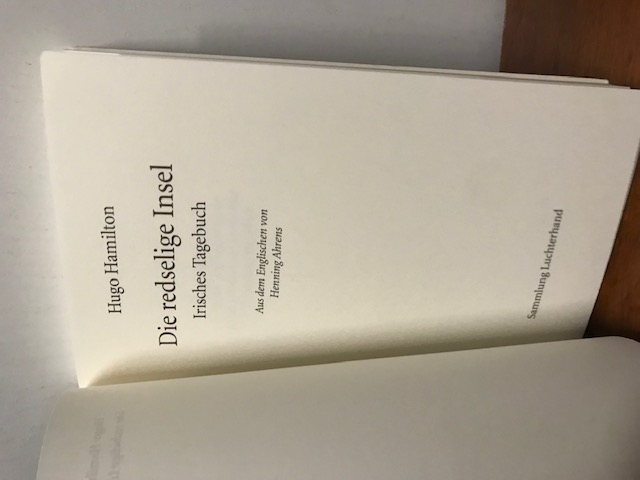 Hugo Hamilton
Die redselige Insel
Irisches Tagebuch
Aus dem Englischen von
Henning Ahrens
Sammlung Luchterhand